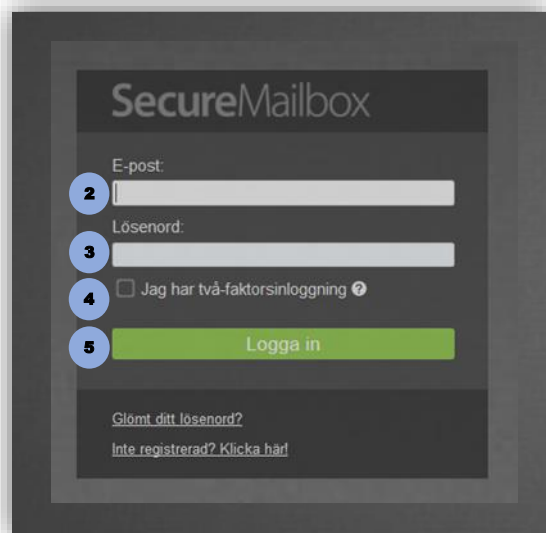 SecureMailbox
E-post:
2
Lösenord:
3
4 Jag har två-faktorsinloggning ?
5 Logga in
Glömt ditt lösenord?
Inte registrerad? Klicka här!